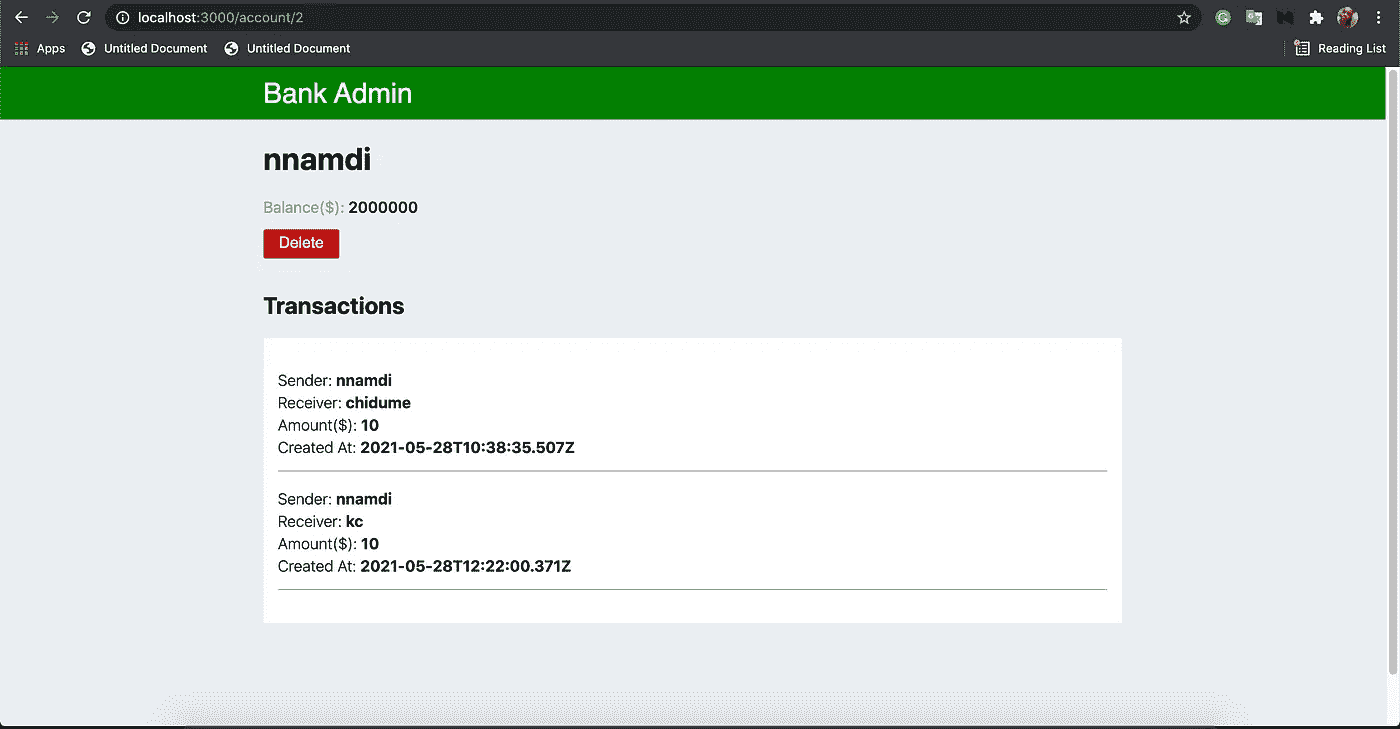 localhost:3000/account/2
Apps Untitled Document Untitled Document Reading List
Bank Admin
nnamdi
Balance($): 2000000
Delete
Transactions
Sender: nnamdi
Receiver: chidume
Amount($): 10
Created At: 2021-05-28T10:38:35.507Z
Sender: nnamdi
Receiver: kc
Amount($): 10
Created At: 2021-05-28T12:22:00.371Z